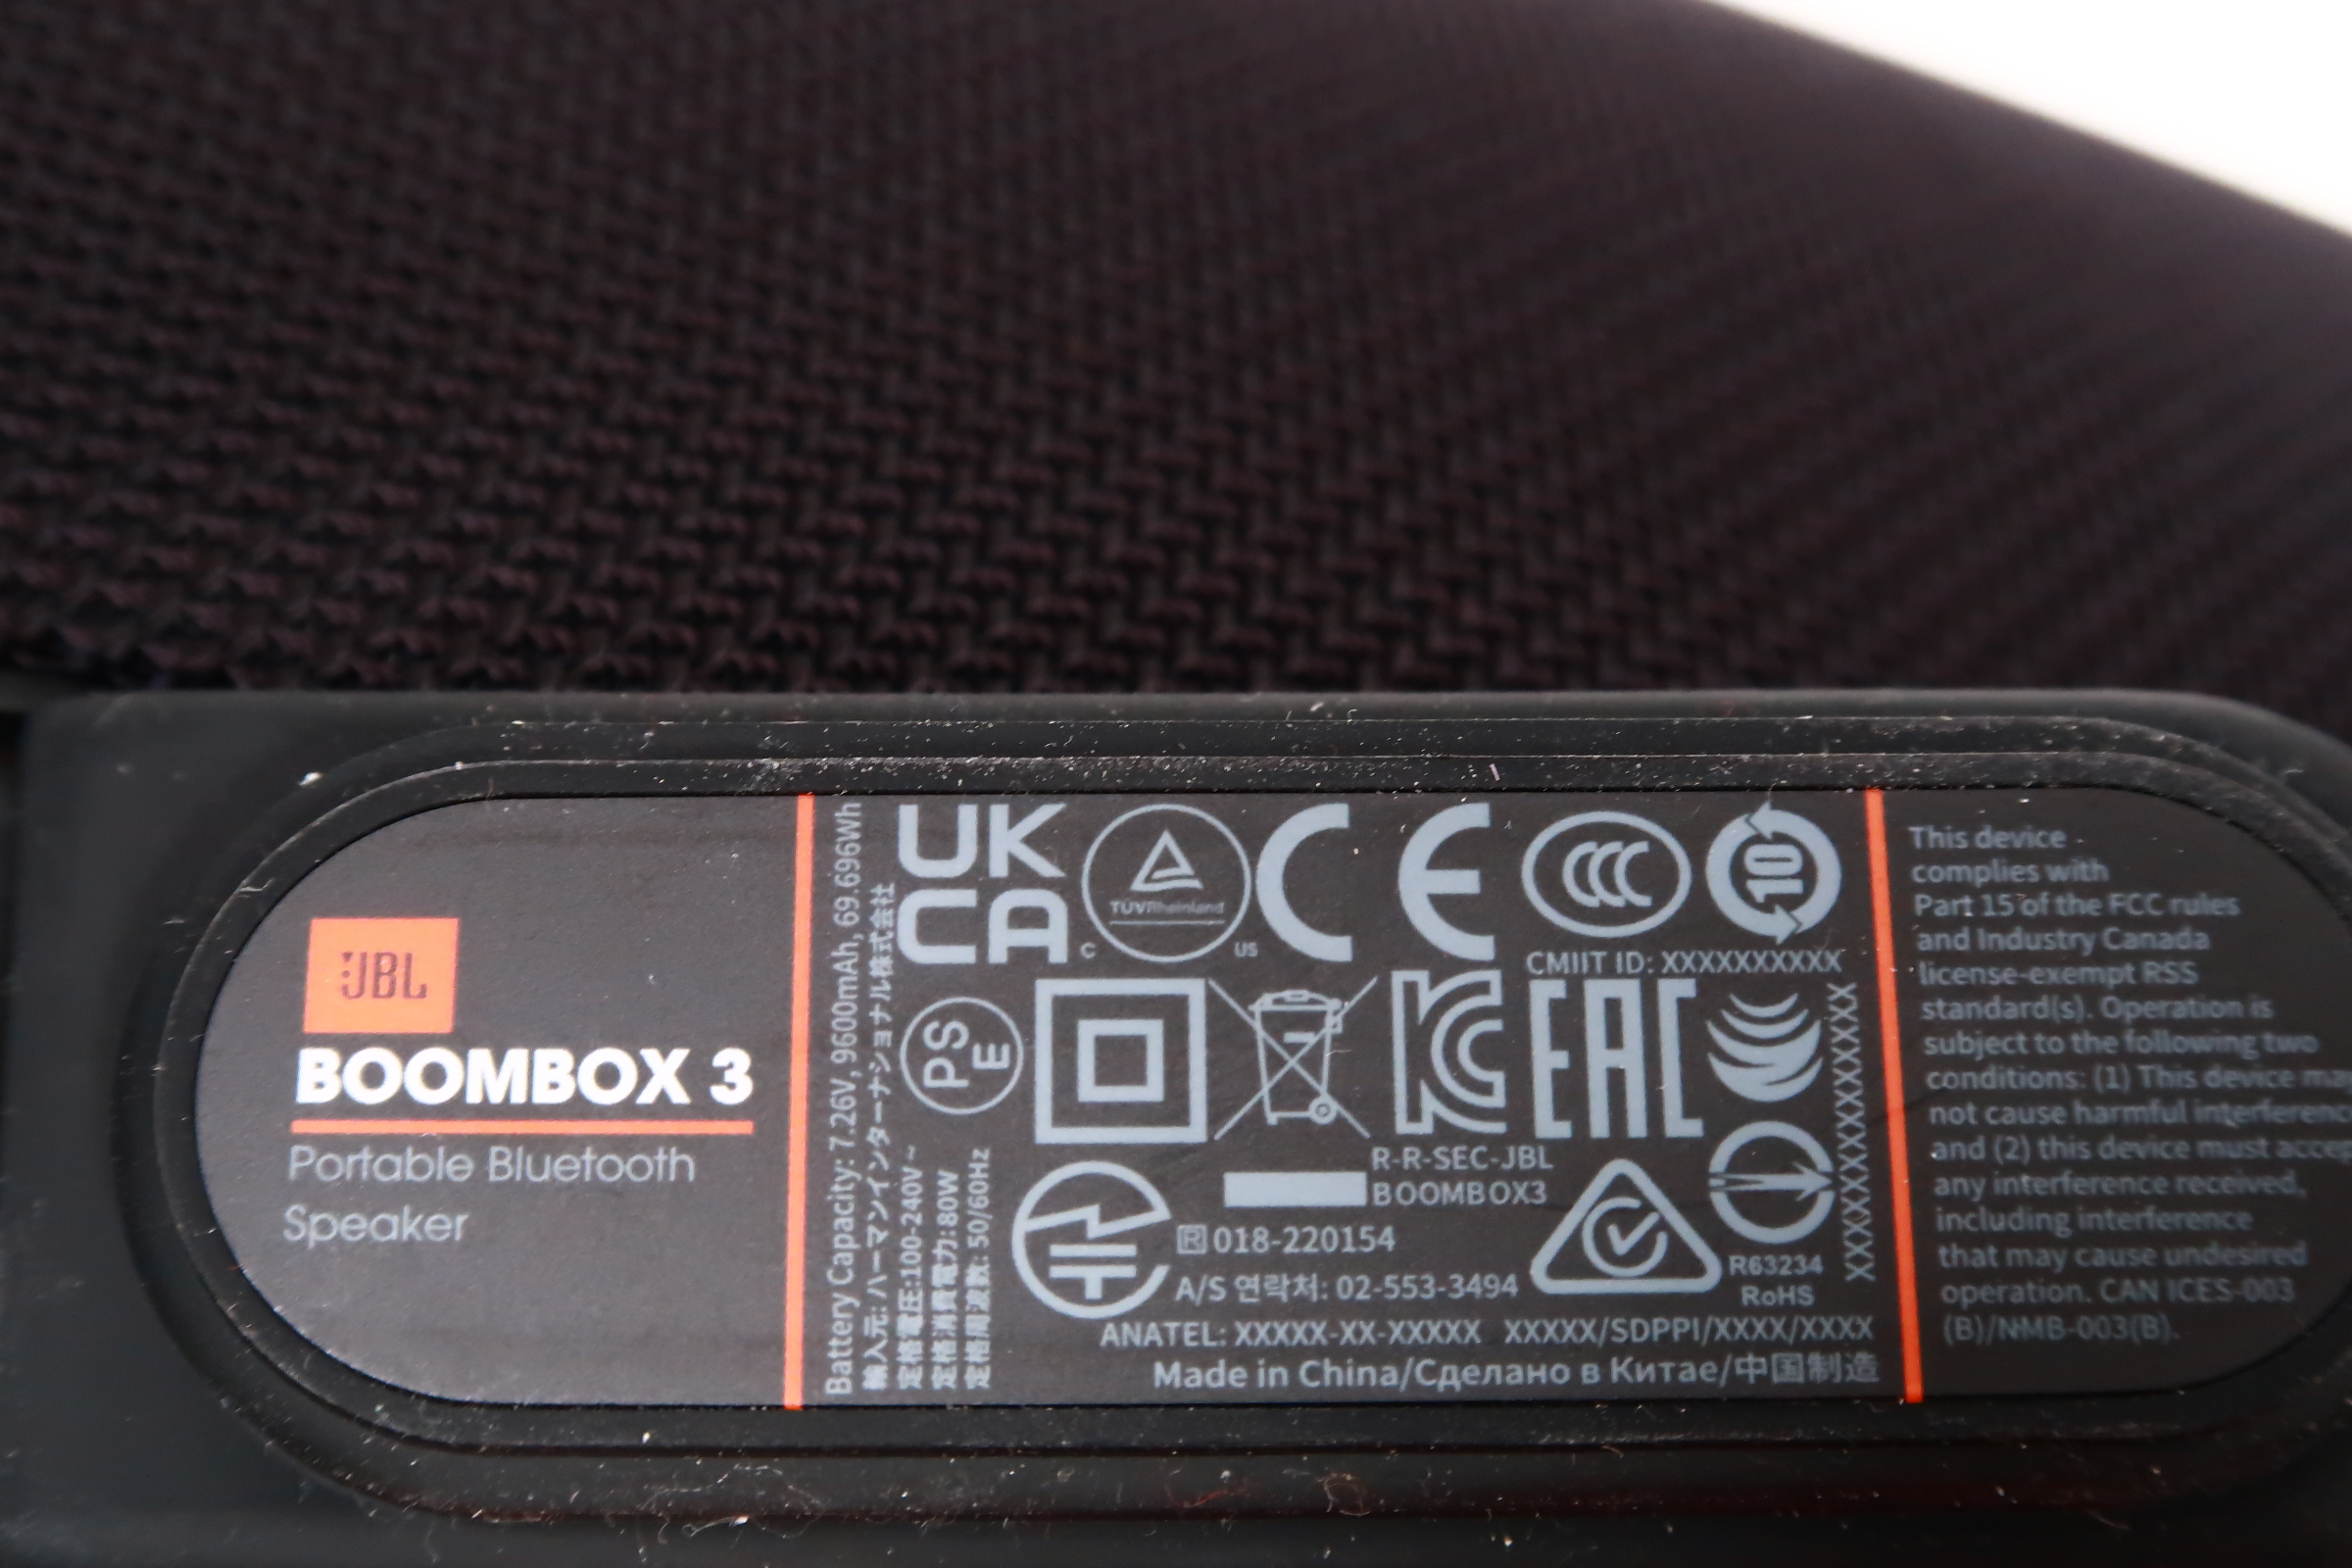 JBL
BOOMBOX 3
Portable Bluetooth
Speaker
Battery Capacity: 7.26V, 9600mAh, 69.696Wh
輸入元: ハーマンインターナショナル株式会社
定格電圧:100-240V~
定格消費電力:80W
定格周波数: 50/60Hz
UK
CA
TÜVRheinland
C US
CE
CCC
10
CMIIT ID: XXXXXXXXXX
PS
E
KC
EAC
R-R-SEC-JBL
BOOMBOX3
R 018-220154
A/S 연락처: 02-553-3494
R63234
RoHS
ANATEL: XXXXX-XX-XXXXX XXXXX/SDPPI/XXXX/XXXX
Made in China/Сделано в Китае/中国制造
This device
complies with
Part 15 of the FCC rules
and Industry Canada
license-exempt RSS
standard(s). Operation is
subject to the following two
conditions: (1) This device
not cause harmful
and (2) this device must
any interference received,
including interference
that may cause undesired
operation. CAN ICES-003
(B)/NMB-003(B).